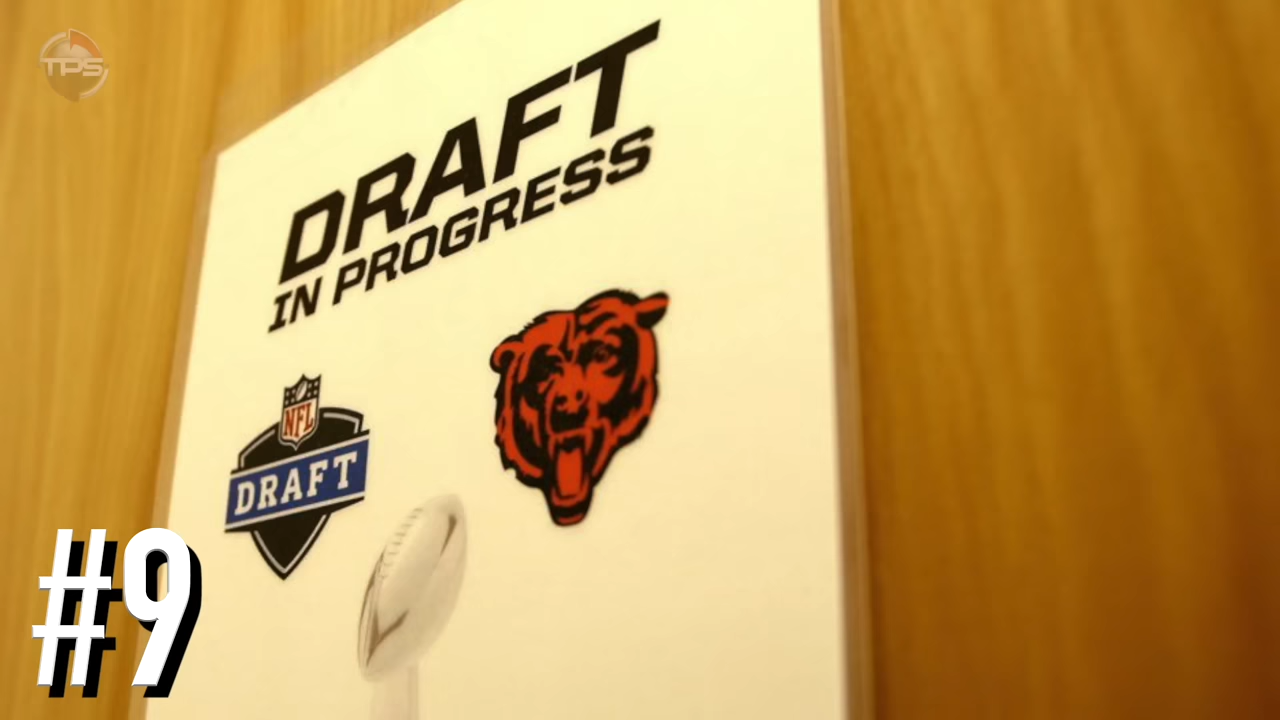 TPS
DRAFT
IN PROGRESS
NFL
DRAFT
#9